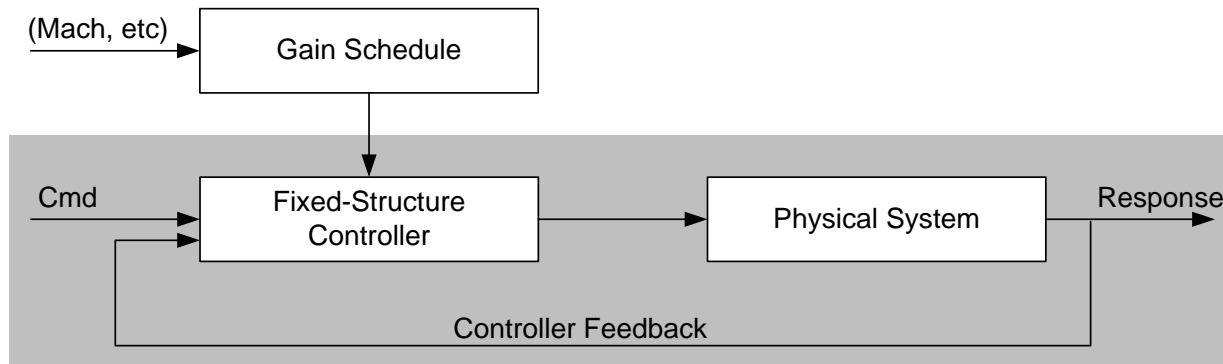 (Mach, etc)
Gain Schedule
Cmd
Fixed-Structure
Controller
Physical System
Response
Controller Feedback